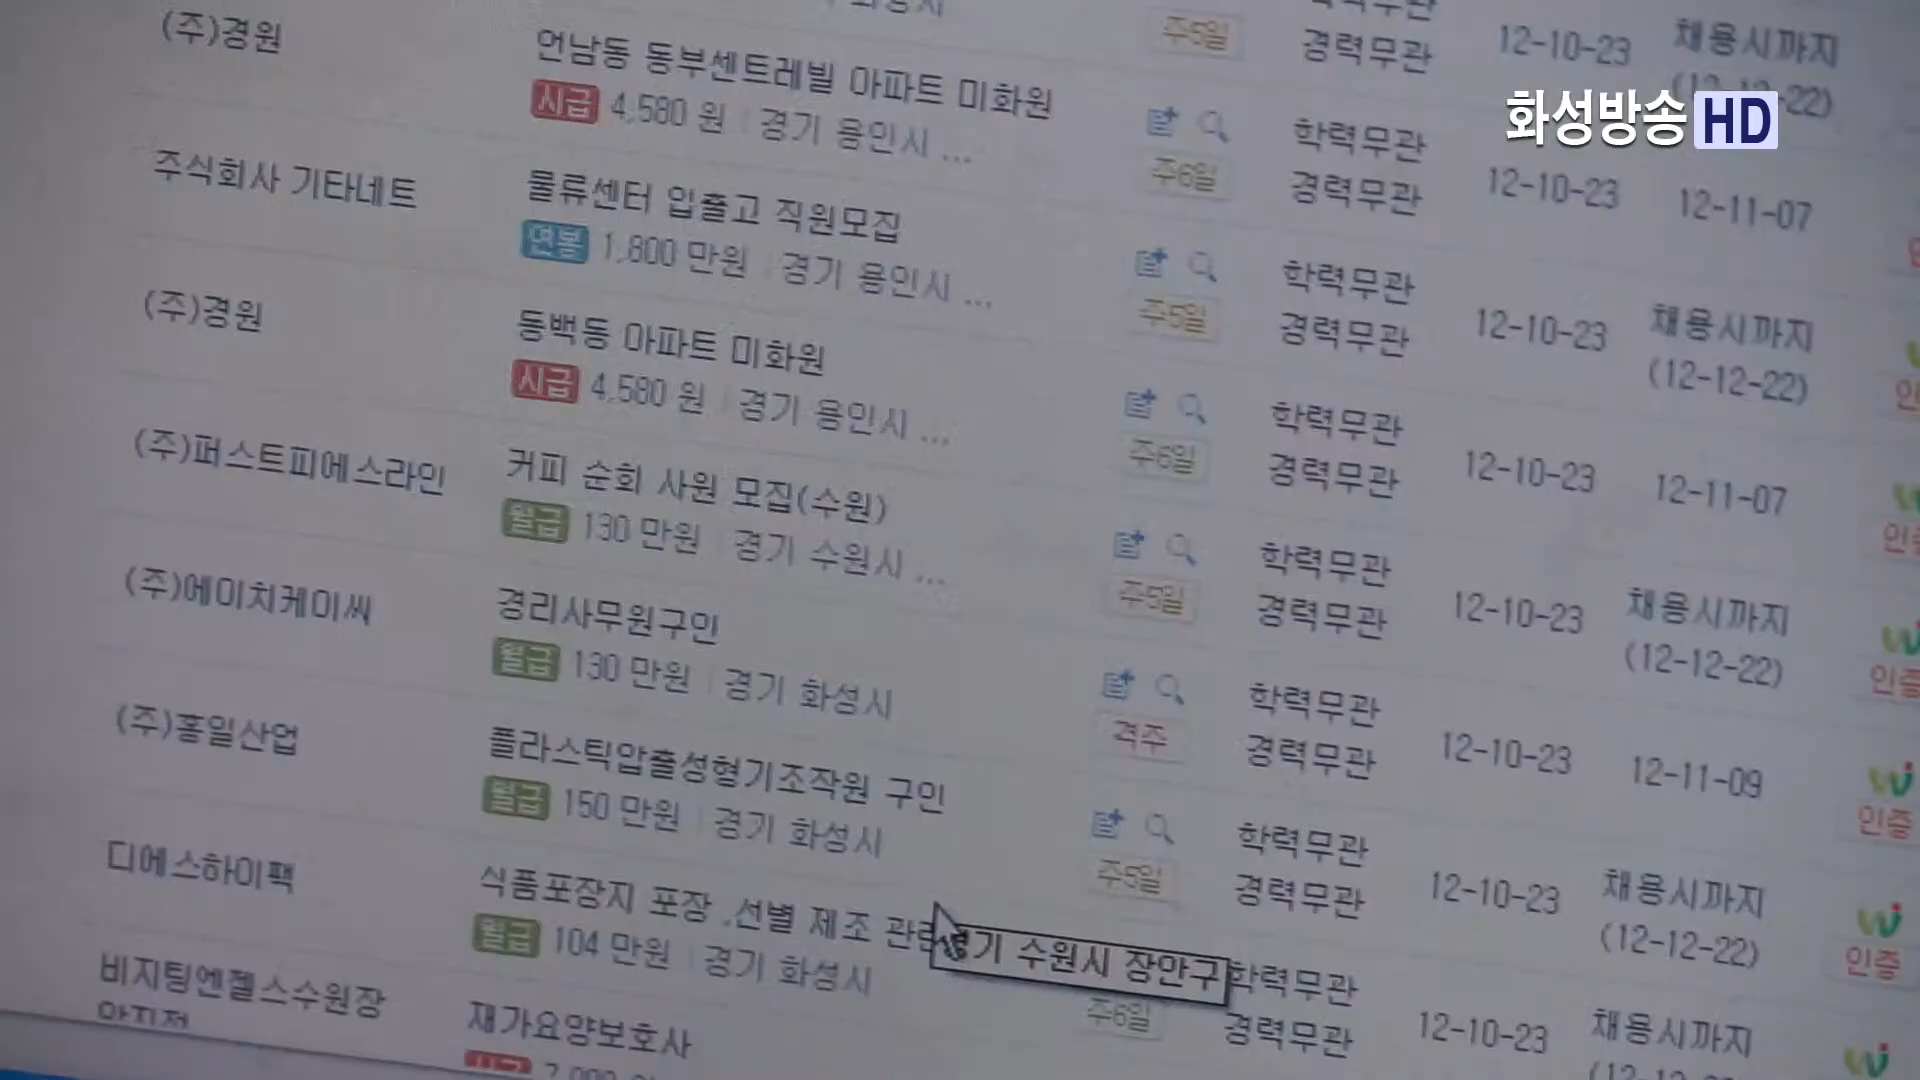 주5일
경력무관
12-10-23
채용시까지
화성방송 HD
(주)경원
언남동 동부센트레빌 아파트 미화원
시급 4,580 원 경기 용인시 ...
학력무관
주6일
경력무관
12-10-23
12-11-07
주식회사 기타네트
물류센터 입출고 직원모집
연봉 1,800 만원 경기 용인시 ...
학력무관
주5일
경력무관
12-10-23
채용시까지
(12-12-22)
(주)경원
동백동 아파트 미화원
시급 4,580 원 경기 용인시 ...
학력무관
주6일
경력무관
12-10-23
12-11-07
인증
(주)퍼스트피에스라인
커피 순회 사원 모집(수원)
월급 130 만원 경기 수원시 ...
학력무관
주5일
경력무관
12-10-23
채용시까지
(12-12-22)
인증
(주)에이치케이씨
경리사무원구인
월급 130 만원 경기 화성시
학력무관
격주
경력무관
12-10-23
12-11-09
인증
(주)홍일산업
플라스틱압출성형기조작원 구인
월급 150 만원 경기 화성시
학력무관
주5일
경력무관
12-10-23
채용시까지
(12-12-22)
인증
디에스하이팩
식품포장지 포장 ,선별 제조
월급 104 만원 경기 화성시
경기 수원시 장안구
학력무관
주6일
경력무관
12-10-23
채용시까지
비지팅엔젤스수원장
안지점
재가요양보호사